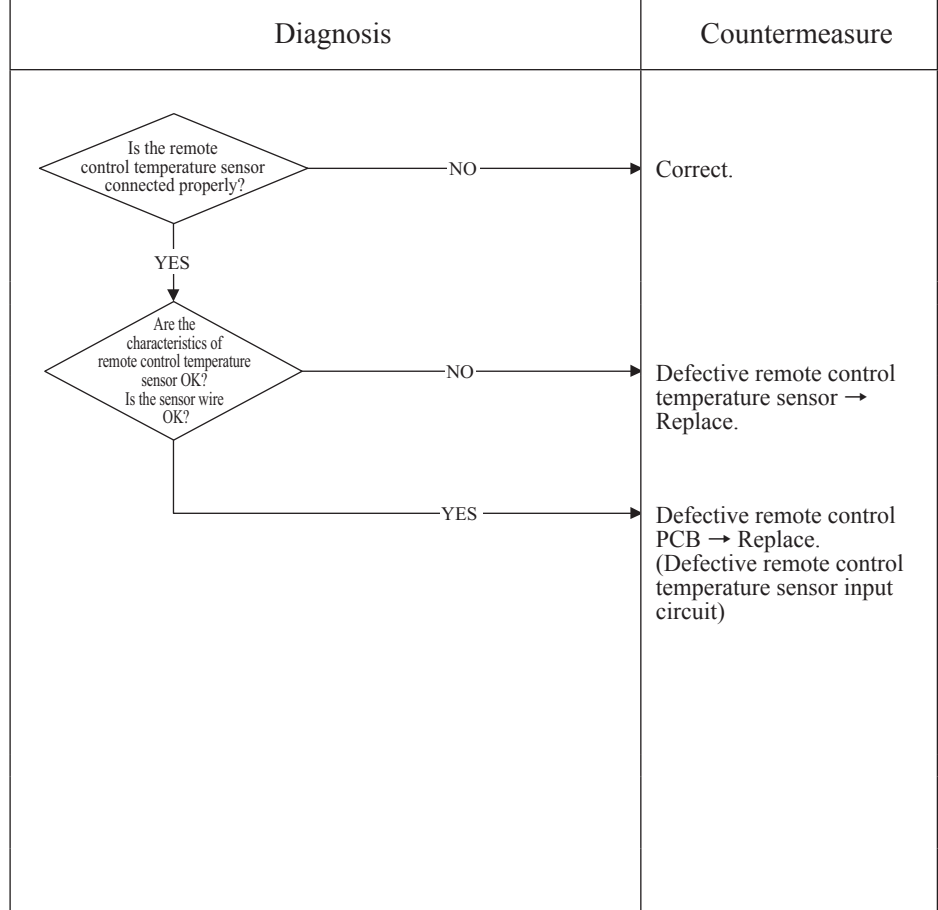 Diagnosis
Countermeasure
Is the remote
control temperature sensor
connected properly?
NO
Correct.
YES
Are the
characteristics of
remote control temperature
sensor OK?
Is the sensor wire
OK?
NO
Defective remote control
temperature sensor →
Replace.
YES
Defective remote control
PCB → Replace.
(Defective remote control
temperature sensor input
circuit)